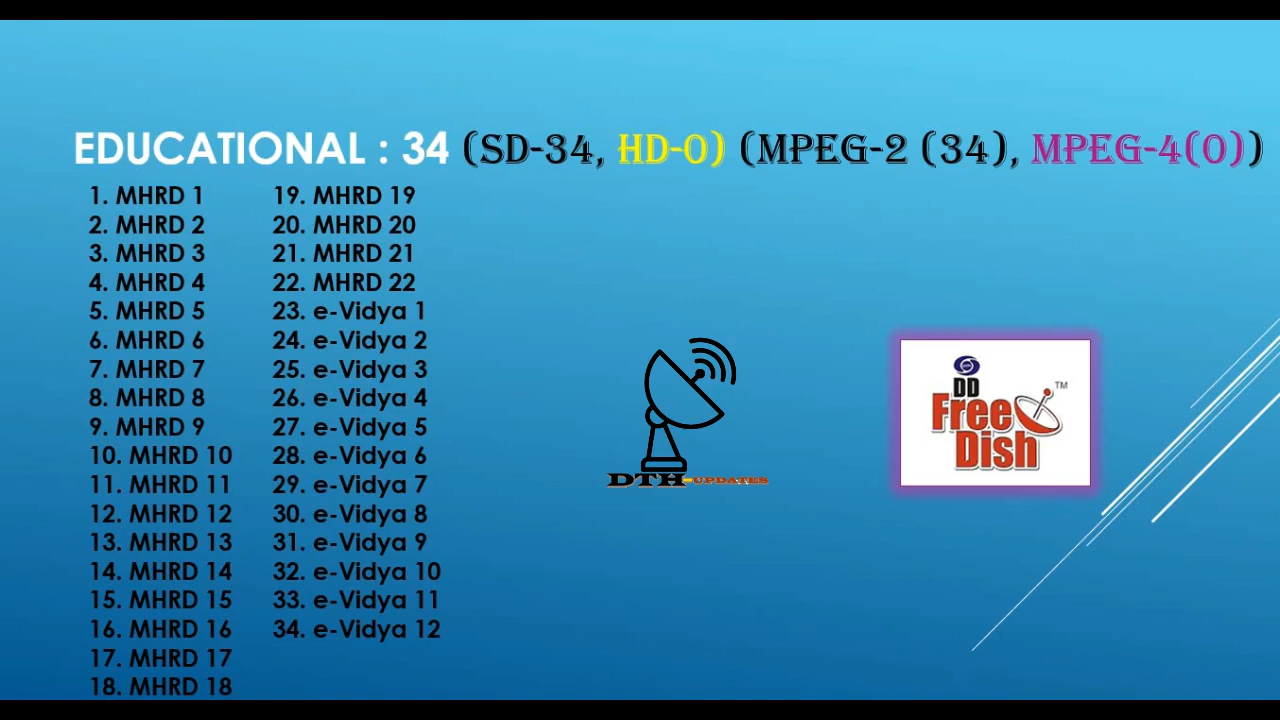 EDUCATIONAL : 34 (SD-34, HD-0) (MPEG-2 (34), MPEG-4(0))
1. MHRD 1
2. MHRD 2
3. MHRD 3
4. MHRD 4
5. MHRD 5
6. MHRD 6
7. MHRD 7
8. MHRD 8
9. MHRD 9
10. MHRD 10
11. MHRD 11
12. MHRD 12
13. MHRD 13
14. MHRD 14
15. MHRD 15
16. MHRD 16
17. MHRD 17
18. MHRD 18
19. MHRD 19
20. MHRD 20
21. MHRD 21
22. MHRD 22
23. e-Vidya 1
24. e-Vidya 2
25. e-Vidya 3
26. e-Vidya 4
27. e-Vidya 5
28. e-Vidya 6
29. e-Vidya 7
30. e-Vidya 8
31. e-Vidya 9
32. e-Vidya 10
33. e-Vidya 11
34. e-Vidya 12
DTH-UPDATES
DD
Free TM
Dish